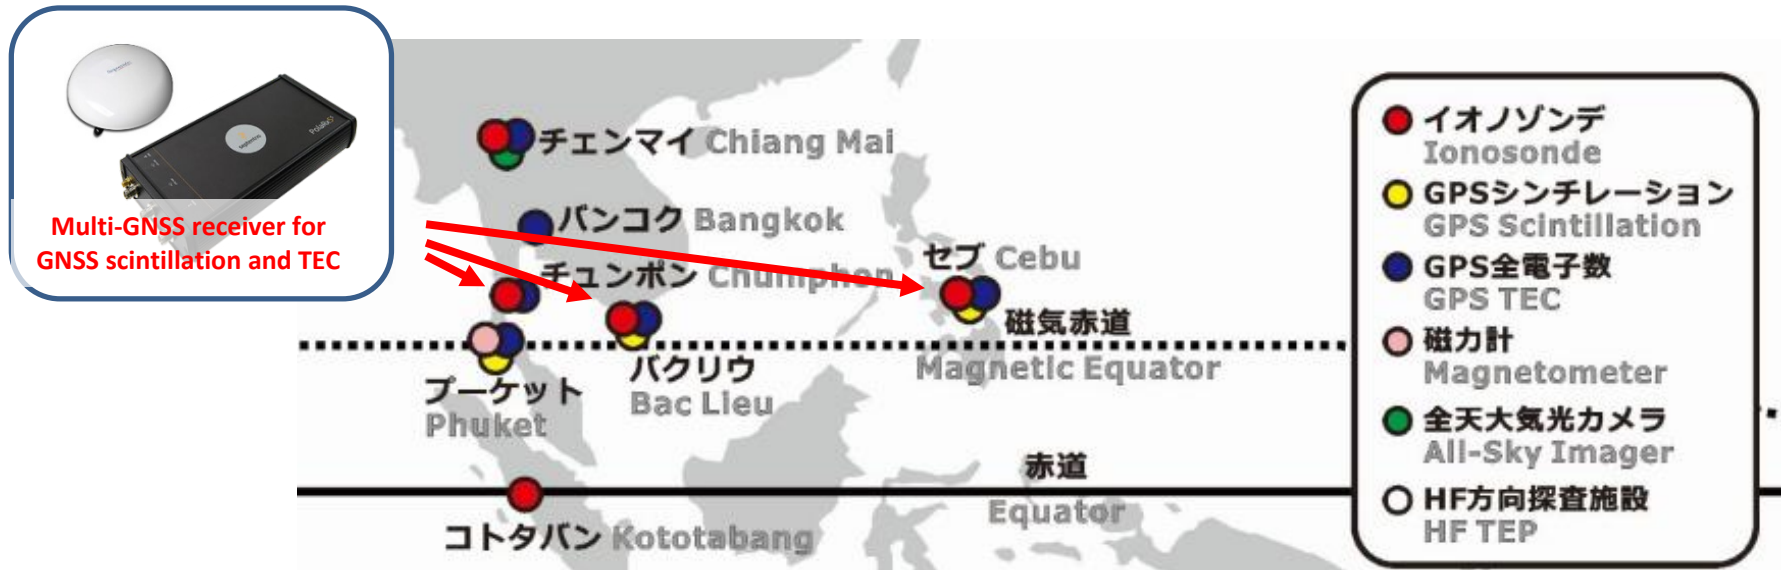 Multi-GNSS receiver for
GNSS scintillation and TEC
septentrio
PolaRx5
チェンマイ Chiang Mai
バンコク Bangkok
チュンポン Chumphon
セブ Cebu
磁気赤道
Magnetic Equator
プーケット
Phuket
バクリウ
Bac Lieu
赤道
Equator
コトタバン Kototabang
イオノゾンデ
Ionosonde
GPSシンチレーション
GPS Scintillation
GPS全電子数
GPS TEC
磁力計
Magnetometer
全天大気光カメラ
All-Sky Imager
HF方向探査施設
HF TEP